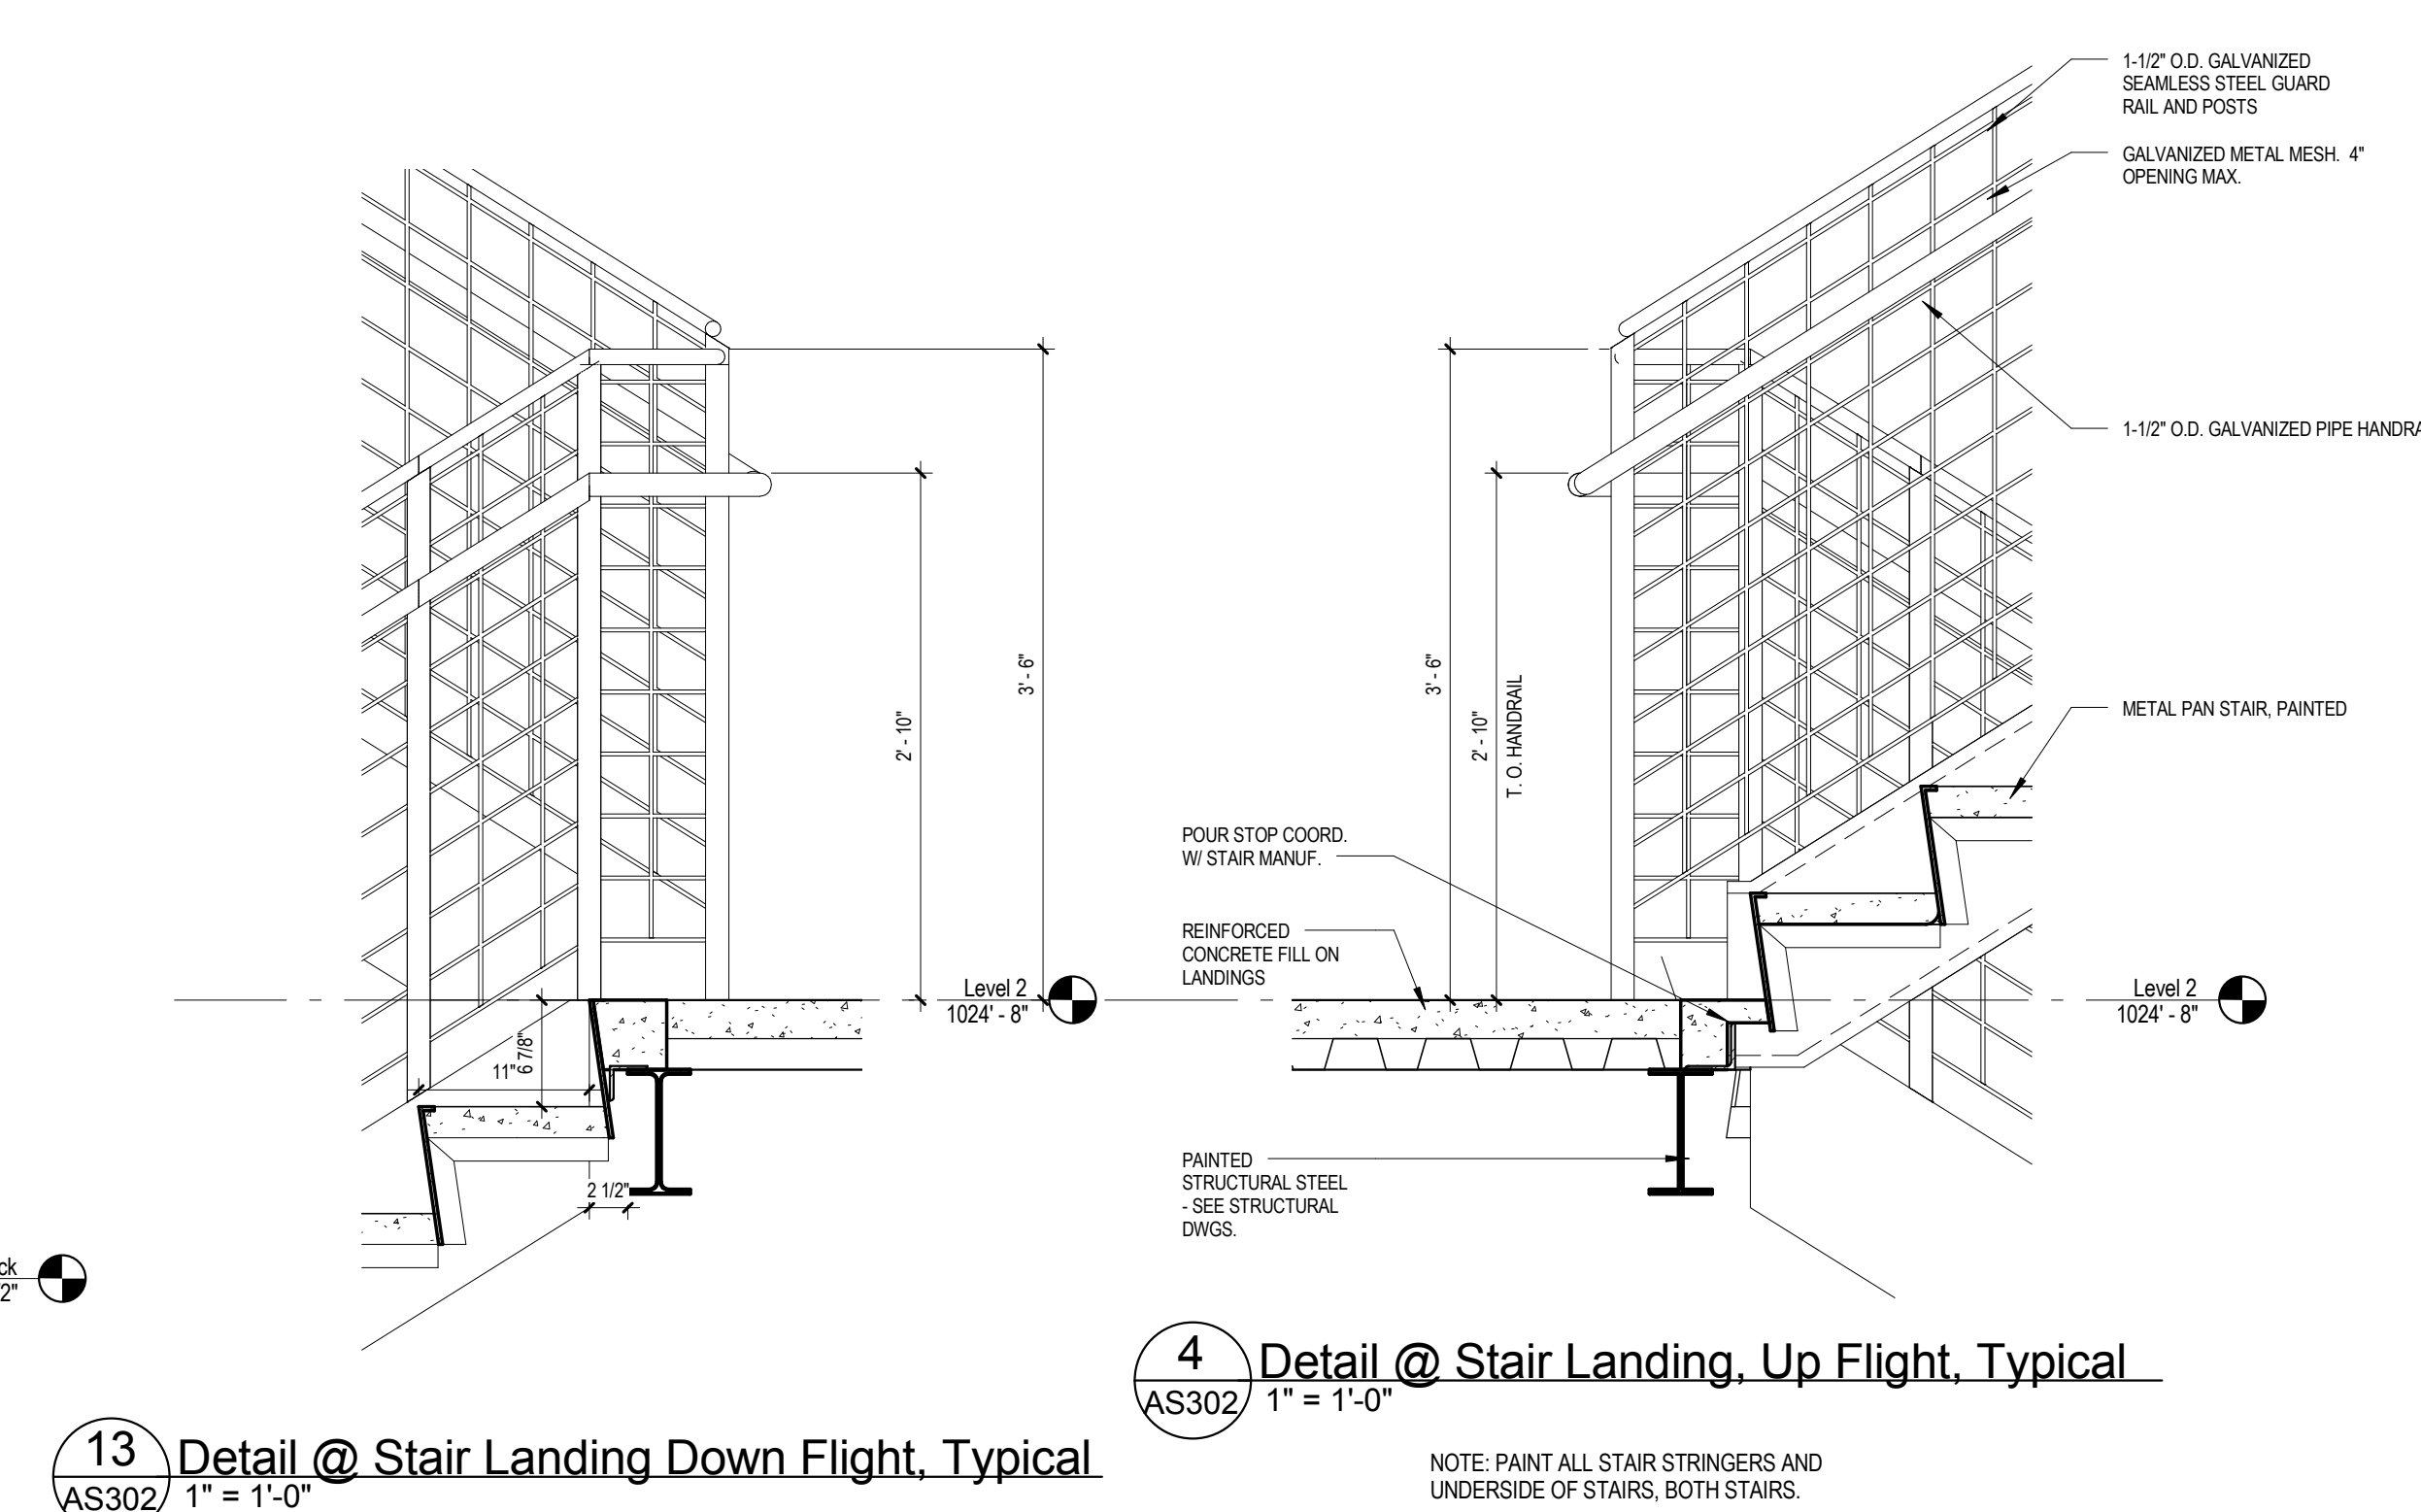 1-1/2" O.D. GALVANIZED
SEAMLESS STEEL GUARD
RAIL AND POSTS
GALVANIZED METAL MESH. 4"
OPENING MAX.
1-1/2" O.D. GALVANIZED PIPE HANDRA
METAL PAN STAIR, PAINTED
3' - 6"
2' - 10"
3' - 6"
2' - 10"
T. O. HANDRAIL
POUR STOP COORD.
W/ STAIR MANUF.
REINFORCED
CONCRETE FILL ON
LANDINGS
Level 2
1024' - 8"
Level 2
1024' - 8"
11"
6 7/8"
2 1/2"
PAINTED
STRUCTURAL STEEL
- SEE STRUCTURAL
DWGS.
ck
/2"
4
AS302
Detail @ Stair Landing, Up Flight, Typical
1" = 1'-0"
13
AS302
Detail @ Stair Landing Down Flight, Typical
1" = 1'-0"
NOTE: PAINT ALL STAIR STRINGERS AND
UNDERSIDE OF STAIRS, BOTH STAIRS.